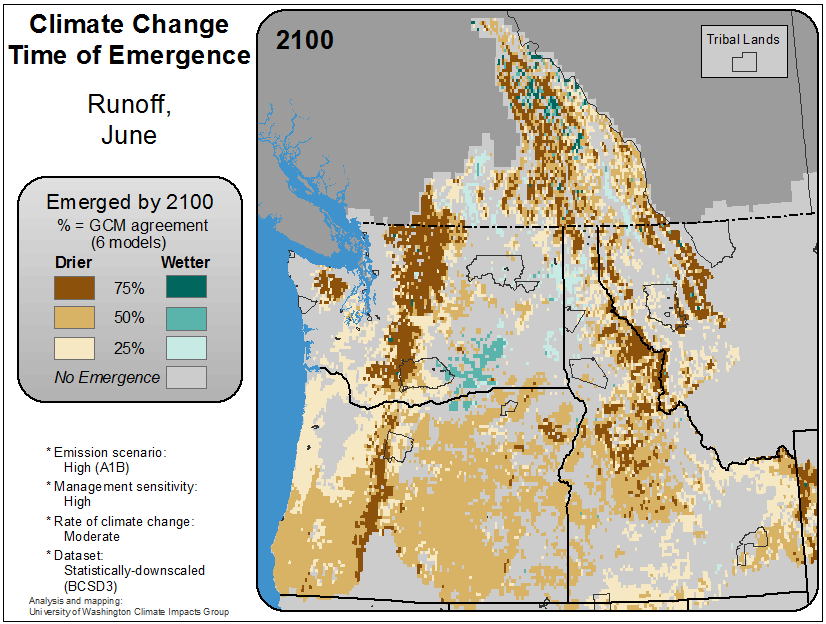 Climate Change
Time of Emergence
Runoff,
June
Emerged by 2100
% = GCM agreement
(6 models)
Drier Wetter
75%
50%
25%
No Emergence
* Emission scenario:
High (A1B)
* Management sensitivity:
High
* Rate of climate change:
Moderate
* Dataset:
Statistically-downscaled
(BCSD3)
Analysis and mapping:
University of Washington Climate Impacts Group
2100
Tribal Lands